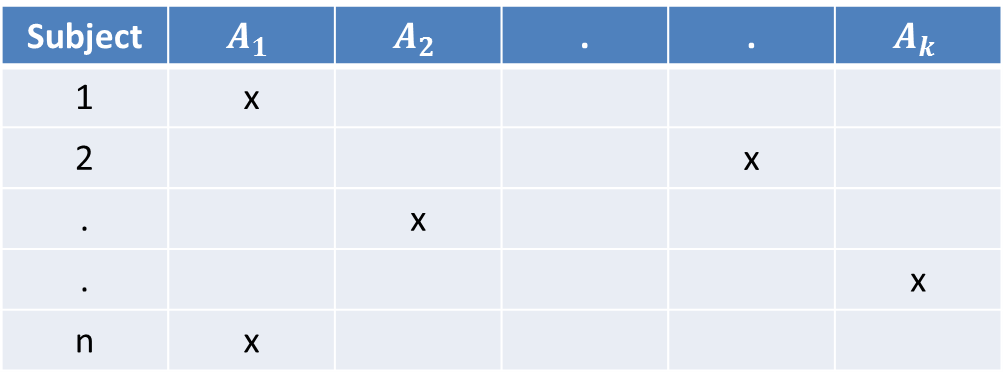 Subject A₁ A₂ . . Aₖ
1 x
2 x
. x
. x
n x